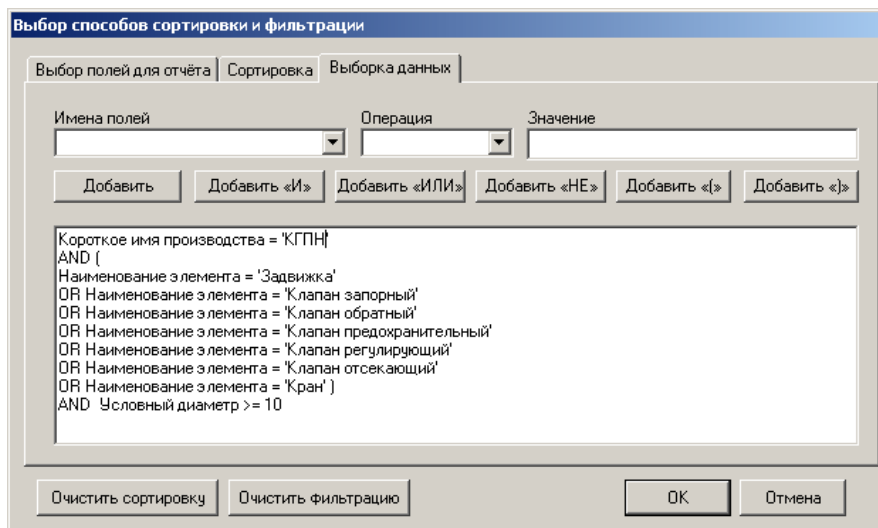 Выбор способов сортировки и фильтрации
Выбор полей для отчёта Сортировка Выборка данных
Имена полей Операция Значение
Добавить Добавить «И» Добавить «ИЛИ» Добавить «НЕ» Добавить «(» Добавить «)»
Короткое имя производства = 'КГПН'
AND (
Наименование элемента = 'Задвижка'
OR Наименование элемента = 'Клапан запорный'
OR Наименование элемента = 'Клапан обратный'
OR Наименование элемента = 'Клапан предохранительный'
OR Наименование элемента = 'Клапан регулирующий'
OR Наименование элемента = 'Клапан отсекающий'
OR Наименование элемента = 'Кран' )
AND Условный диаметр >= 10
Очистить сортировку Очистить фильтрацию OK Отмена